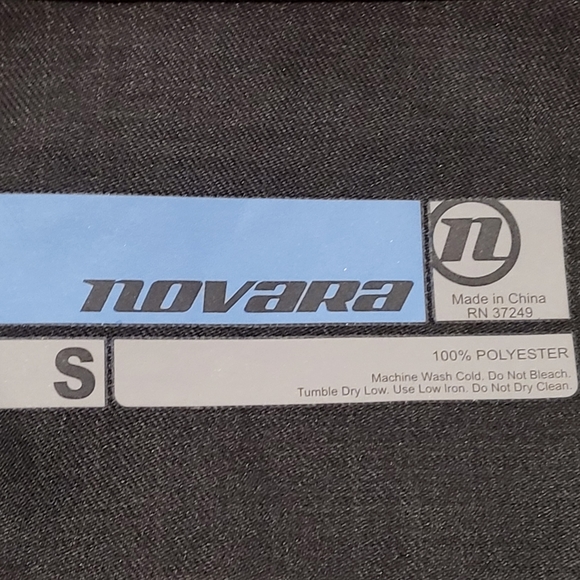 novara
n
Made in China
RN 37249
S
100% POLYESTER
Machine Wash Cold. Do Not Bleach.
Tumble Dry Low. Use Low Iron. Do Not Dry Clean.